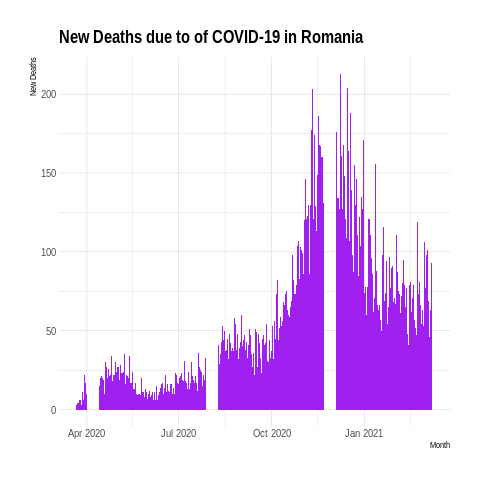 New Deaths due to of COVID-19 in Romania
New Deaths
200
150
100
50
0
Apr 2020 Jul 2020 Oct 2020 Jan 2021
Month